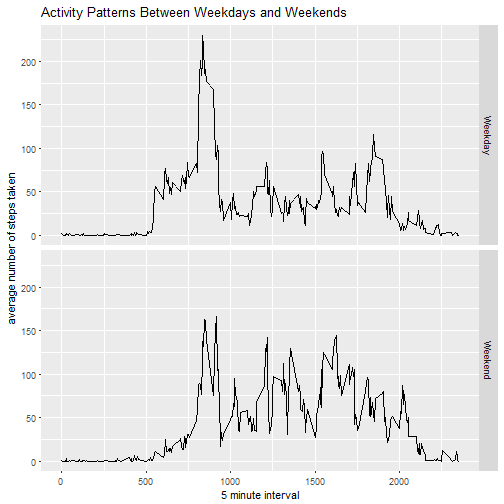 Activity Patterns Between Weekdays and Weekends
average number of steps taken
200
150
100
50
0
Weekday
200
150
100
50
0
Weekend
0 500 1000 1500 2000
5 minute interval